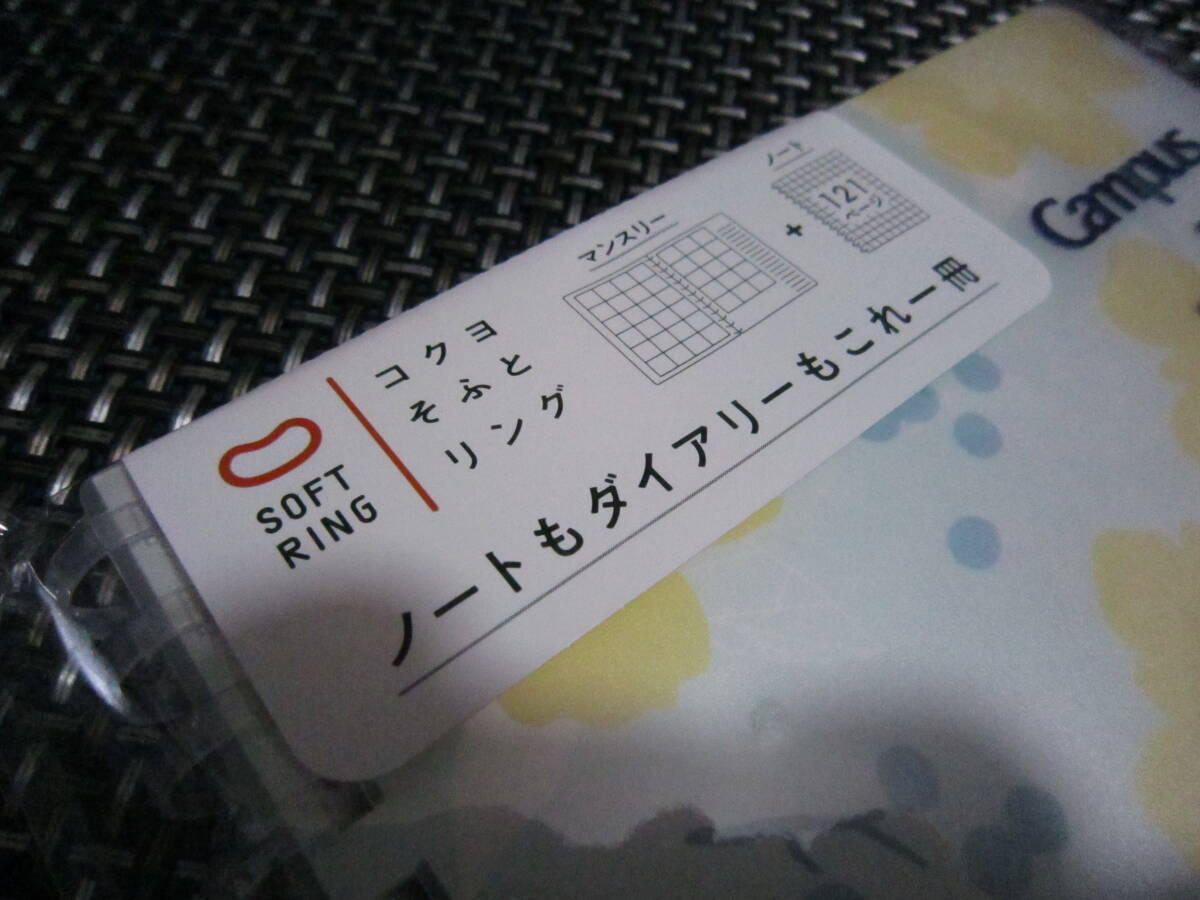 SOFT
RING
コクヨ
そふと
リング
マンスリー
+
ノート
121
ページ
ノートもダイアリーもこれ一冊
Campus